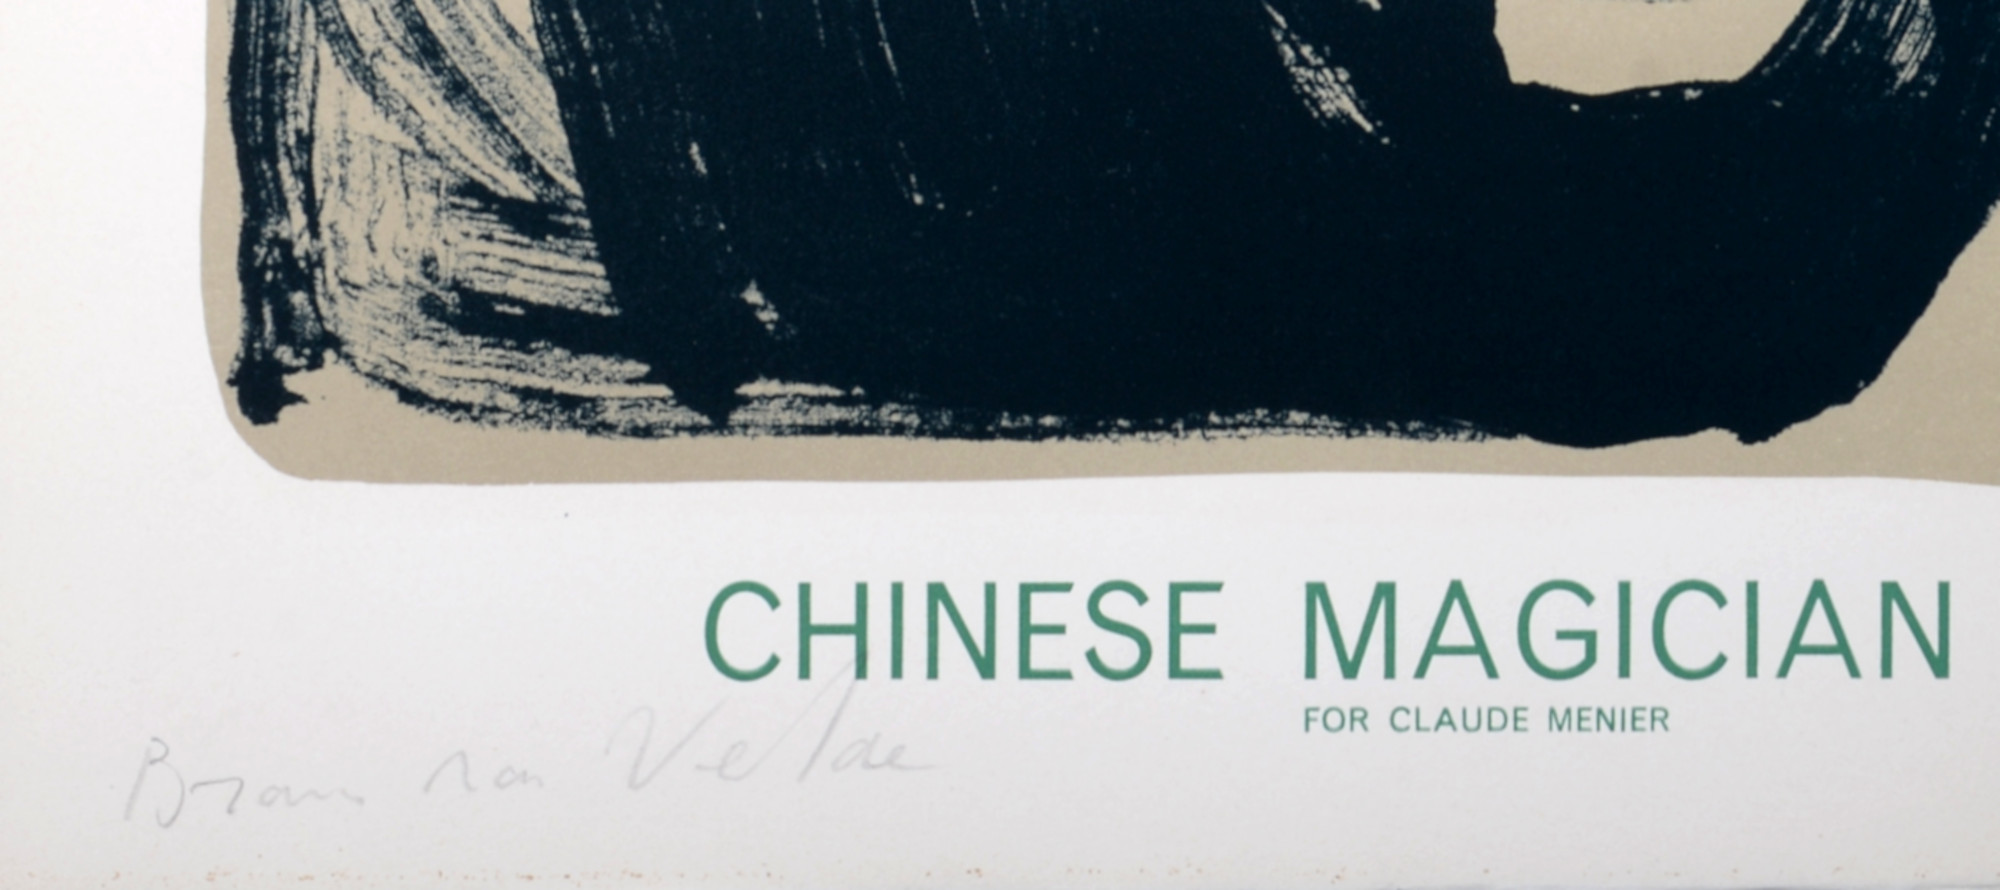 CHINESE MAGICIAN
FOR CLAUDE MENIER
Bram van Velde